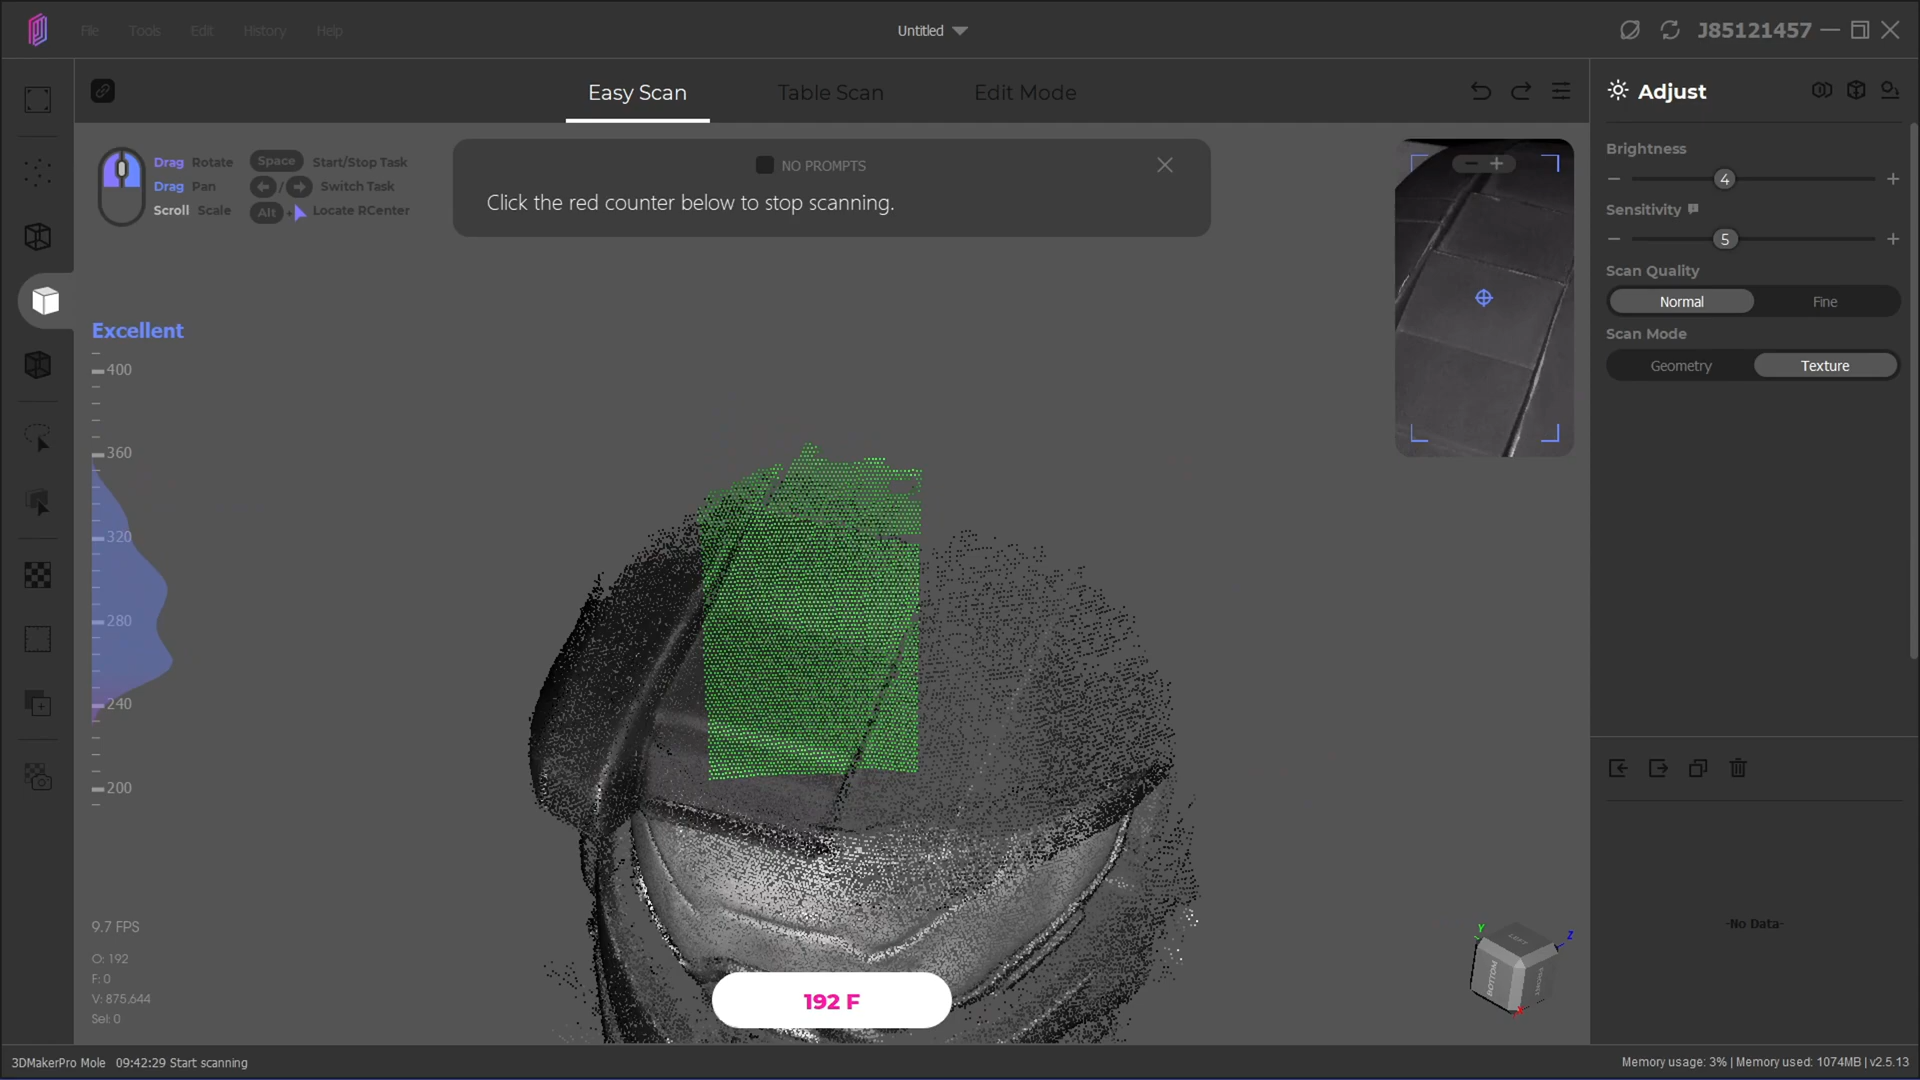 File Tools Edit History Help
Untitled
J85121457
Easy Scan Table Scan Edit Mode
Adjust
Drag Rotate Space Start/Stop Task
Drag Pan / Switch Task
Scroll Scale Alt + Locate RCenter
NO PROMPTS
Click the red counter below to stop scanning.
Brightness
4
Sensitivity
5
Scan Quality
Normal Fine
Scan Mode
Geometry Texture
Excellent
400
360
320
280
240
200
9.7 FPS
O: 192
F: 0
V: 875,644
Sel: 0
192 F
-No Data-
Y
Z
LEFT
BOTTOM
3DMakerPro Mole 09:42:29 Start scanning
Memory usage: 3% | Memory used: 1074MB | v2.5.13